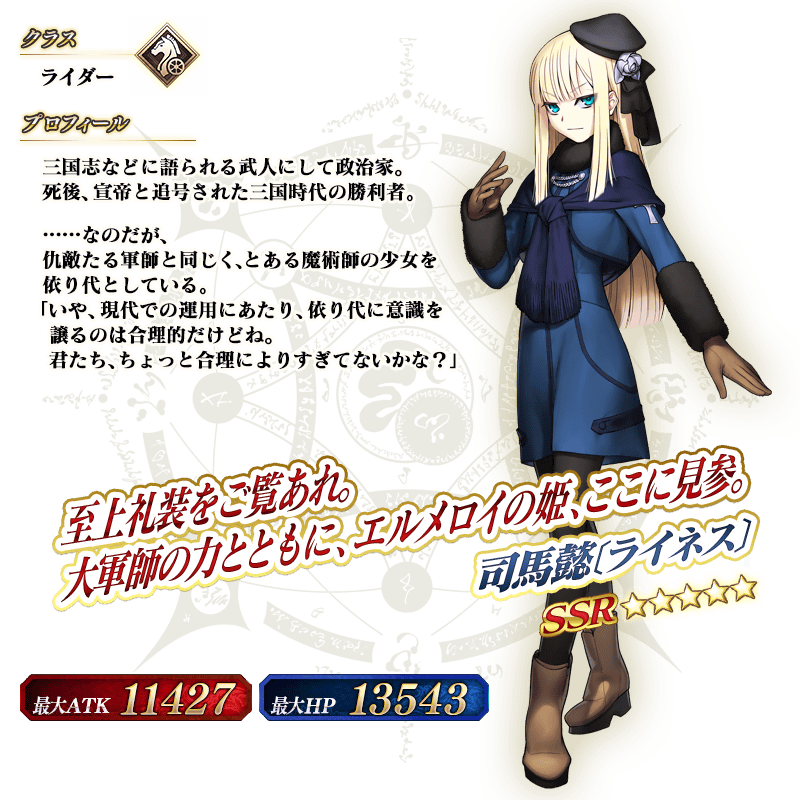 クラス
ライダー
プロフィール
三国志などに語られる武人にして政治家。
死後、宣帝と追号された三国時代の勝利者。
……なのだが、
仇敵たる軍師と同じく、とある魔術師の少女を
依り代としている。
「いや、現代での運用にあたり、依り代に意識を
譲るのは合理的だけどね。
君たち、ちょっと合理によりすぎてないかな?」
至上礼装をご覧あれ。
大軍師の力とともに、エルメロイの姫、ここに見参。
司馬懿〔ライネス〕
SSR ☆☆☆☆☆
最大ATK 11427
最大HP 13543